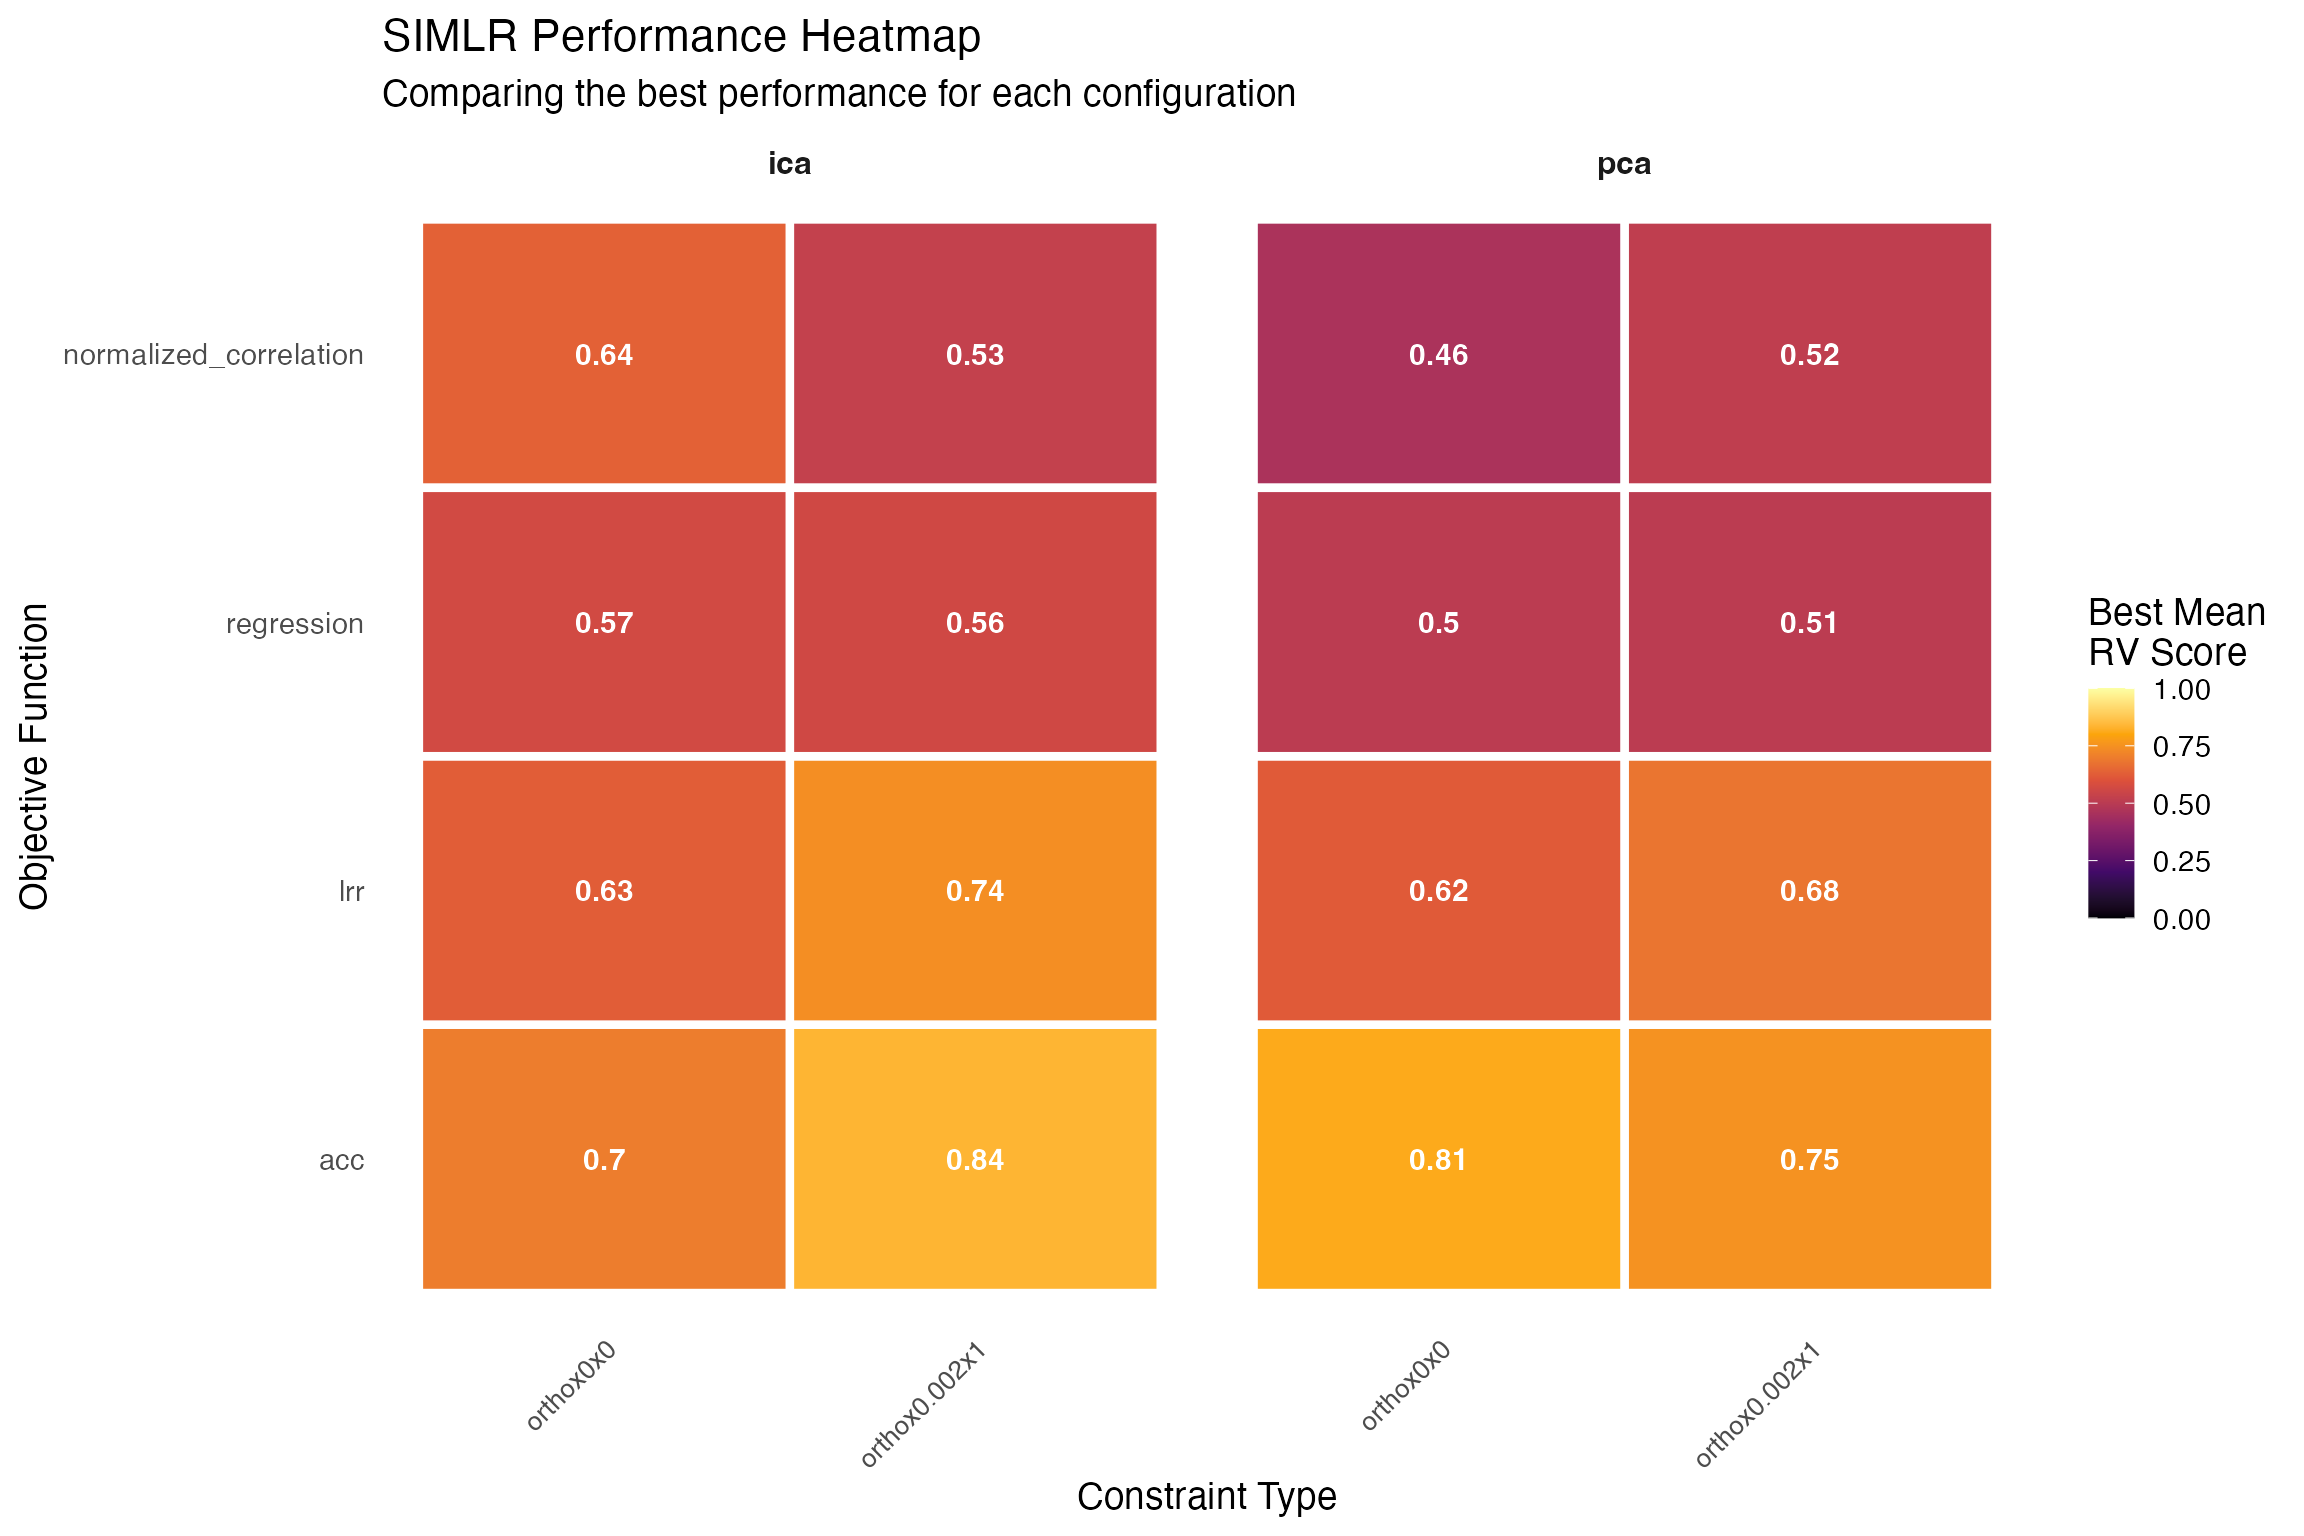 SIMLR Performance Heatmap
Comparing the best performance for each configuration
ica
pca
Objective Function
normalized_correlation
0.64
0.53
0.46
0.52
regression
0.57
0.56
0.5
0.51
lrr
0.63
0.74
0.62
0.68
acc
0.7
0.84
0.81
0.75
orthox0x0
orthox0.002x1
orthox0x0
orthox0.002x1
Constraint Type
Best Mean
RV Score
1.00
0.75
0.50
0.25
0.00